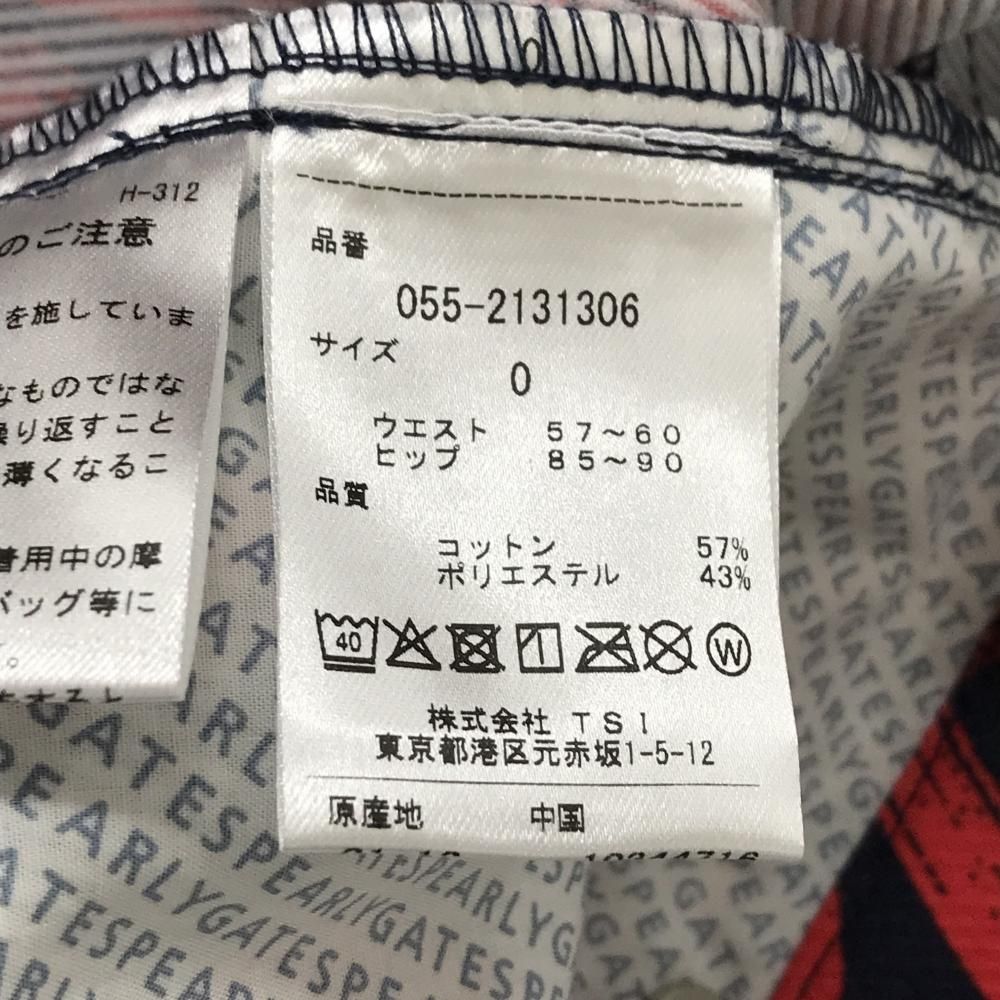 H-312
のご注意
を施していま
なものではな
り返すこと
薄くなるこ
着用中の摩
バッグ等に
。
品番
055-2131306
サイズ
0
ウエスト 57～60
ヒップ 85～90
品質
コットン 57%
ポリエステル 43%
40
W
株式会社 TSI
東京都港区元赤坂1-5-12
原産地 中国
PEARLYGATES
PEARLYGATES
PEARLYGATES